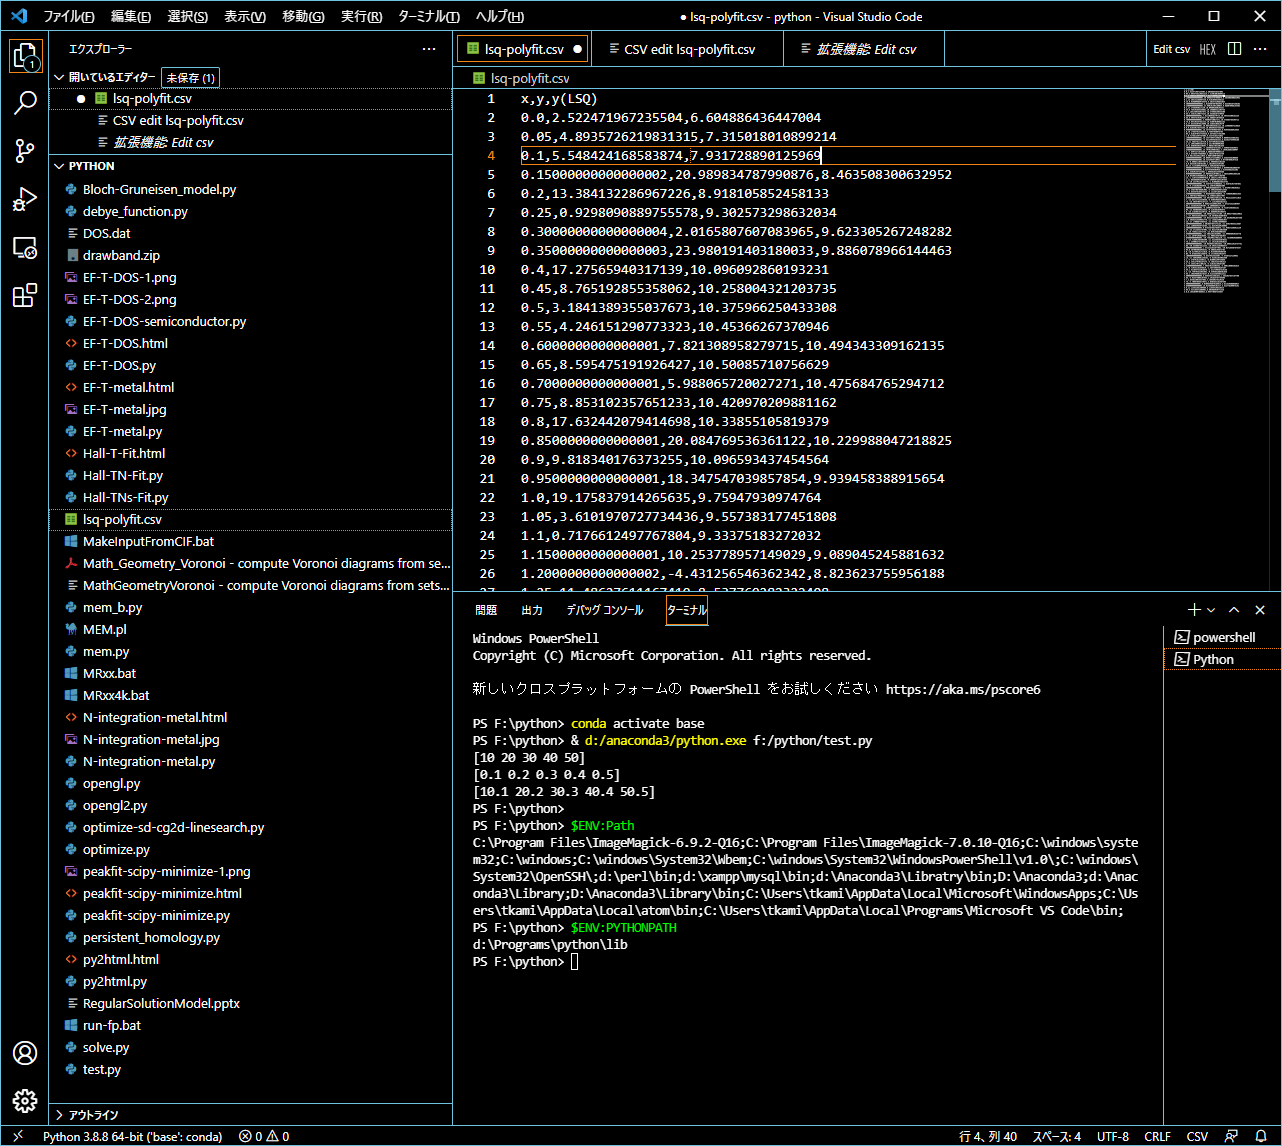 ファイル(F) 編集(E) 選択(S) 表示(V) 移動(G) 実行(R) ターミナル(T) ヘルプ(H)
● lsq-polyfit.csv - python - Visual Studio Code
エクスプローラー
開いているエディター 未保存 (1)
● lsq-polyfit.csv
CSV edit lsq-polyfit.csv
拡張機能: Edit csv
PYTHON
Bloch-Gruneisen_model.py
debye_function.py
DOS.dat
drawband.zip
EF-T-DOS-1.png
EF-T-DOS-2.png
EF-T-DOS-semiconductor.py
EF-T-DOS.html
EF-T-DOS.py
EF-T-metal.html
EF-T-metal.jpg
EF-T-metal.py
Hall-T-Fit.html
Hall-TN-Fit.py
Hall-TNs-Fit.py
lsq-polyfit.csv
MakeInputFromCIF.bat
Math_Geometry_Voronoi - compute Voronoi diagrams from se...
MathGeometryVoronoi - compute Voronoi diagrams from sets...
mem_b.py
MEM.pl
mem.py
MRxx.bat
MRxx4k.bat
N-integration-metal.html
N-integration-metal.jpg
N-integration-metal.py
opengl.py
opengl2.py
optimize-sd-cg2d-linesearch.py
optimize.py
peakfit-scipy-minimize-1.png
peakfit-scipy-minimize.html
peakfit-scipy-minimize.py
persistent_homology.py
py2html.html
py2html.py
RegularSolutionModel.pptx
run-fp.bat
solve.py
test.py
アウトライン
1
lsq-polyfit.csv ● CSV edit lsq-polyfit.csv 拡張機能: Edit csv
Edit csv HEX
lsq-polyfit.csv
1 x,y,y(LSQ)
2 0.0,2.522471967235504,6.604886436447004
3 0.05,4.8935726219831315,7.315018010899214
4 0.1,5.548424168583874,7.931728890125969
5 0.15000000000000002,20.989834787990876,8.463508300632952
6 0.2,13.384132286967226,8.918105852458133
7 0.25,0.9298090889755578,9.302573298632034
8 0.30000000000000004,2.0165807607083965,9.623305267248282
9 0.35000000000000003,23.980191403180033,9.886078966144463
10 0.4,17.27565940317139,10.096092860193231
11 0.45,8.765192855358062,10.258004321203735
12 0.5,3.1841389355037673,10.375966250433308
13 0.55,4.246151290773323,10.45366267370946
14 0.6000000000000001,7.821308958279715,10.494343309162135
15 0.65,8.595475191926427,10.50085710756629
16 0.7000000000000001,5.988065720027271,10.475684765294712
17 0.75,8.853102357651233,10.420970209881162
18 0.8,17.632442079414698,10.33855105819379
19 0.8500000000000001,20.084769536361122,10.229988047218825
20 0.9,9.818340176373255,10.096593437454564
21 0.9500000000000001,18.347547039857854,9.939458388915654
22 1.0,19.175837914265635,9.75947930974764
23 1.05,3.6101970727734436,9.557383177451808
24 1.1,0.7176612497767804,9.33375183272032
25 1.1500000000000001,10.253778957149029,9.089045245881632
26 1.2000000000000002,-4.431256546362342,8.823623755956188
問題 出力 デバッグ コンソール ターミナル
powershell
Python
Windows PowerShell
Copyright (C) Microsoft Corporation. All rights reserved.
新しいクロスプラットフォームの PowerShell をお試しください https://aka.ms/pscore6
PS F:\python> conda activate base
PS F:\python> & d:/anaconda3/python.exe f:/python/test.py
[10 20 30 40 50]
[0.1 0.2 0.3 0.4 0.5]
[10.1 20.2 30.3 40.4 50.5]
PS F:\python>
PS F:\python> $ENV:Path
C:\Program Files\ImageMagick-6.9.2-Q16;C:\Program Files\ImageMagick-7.0.10-Q16;C:\windows\syste
m32;C:\windows;C:\windows\System32\Wbem;C:\windows\System32\WindowsPowerShell\v1.0\;C:\windows\
System32\OpenSSH\;d:\perl\bin;d:\xampp\mysql\bin;d:\Anaconda3\Libratry\bin;D:\Anaconda3;d:\Anac
onda3\Library;D:\Anaconda3\Library\bin;C:\Users\tkami\AppData\Local\Microsoft\WindowsApps;C:\Us
ers\tkami\AppData\Local\atom\bin;C:\Users\tkami\AppData\Local\Programs\Microsoft VS Code\bin;
PS F:\python> $ENV:PYTHONPATH
d:\Programs\python\lib
PS F:\python>
Python 3.8.8 64-bit ('base': conda) 0 0 行 4, 列 40 スペース: 4 UTF-8 CRLF CSV